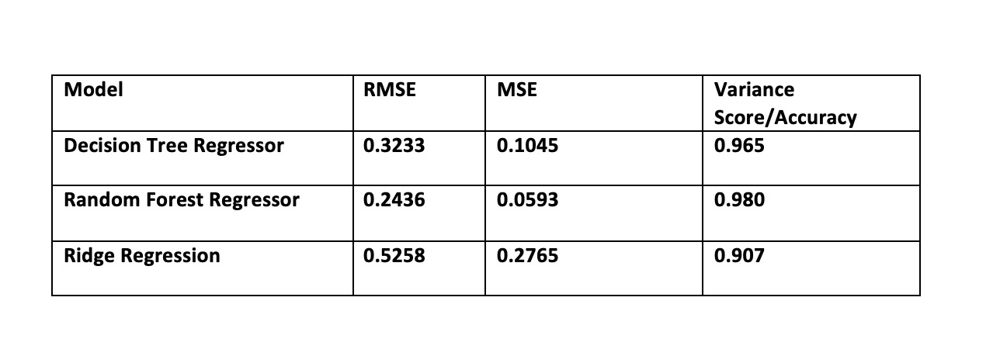 Model RMSE MSE Variance
Score/Accuracy
Decision Tree Regressor 0.3233 0.1045 0.965
Random Forest Regressor 0.2436 0.0593 0.980
Ridge Regression 0.5258 0.2765 0.907